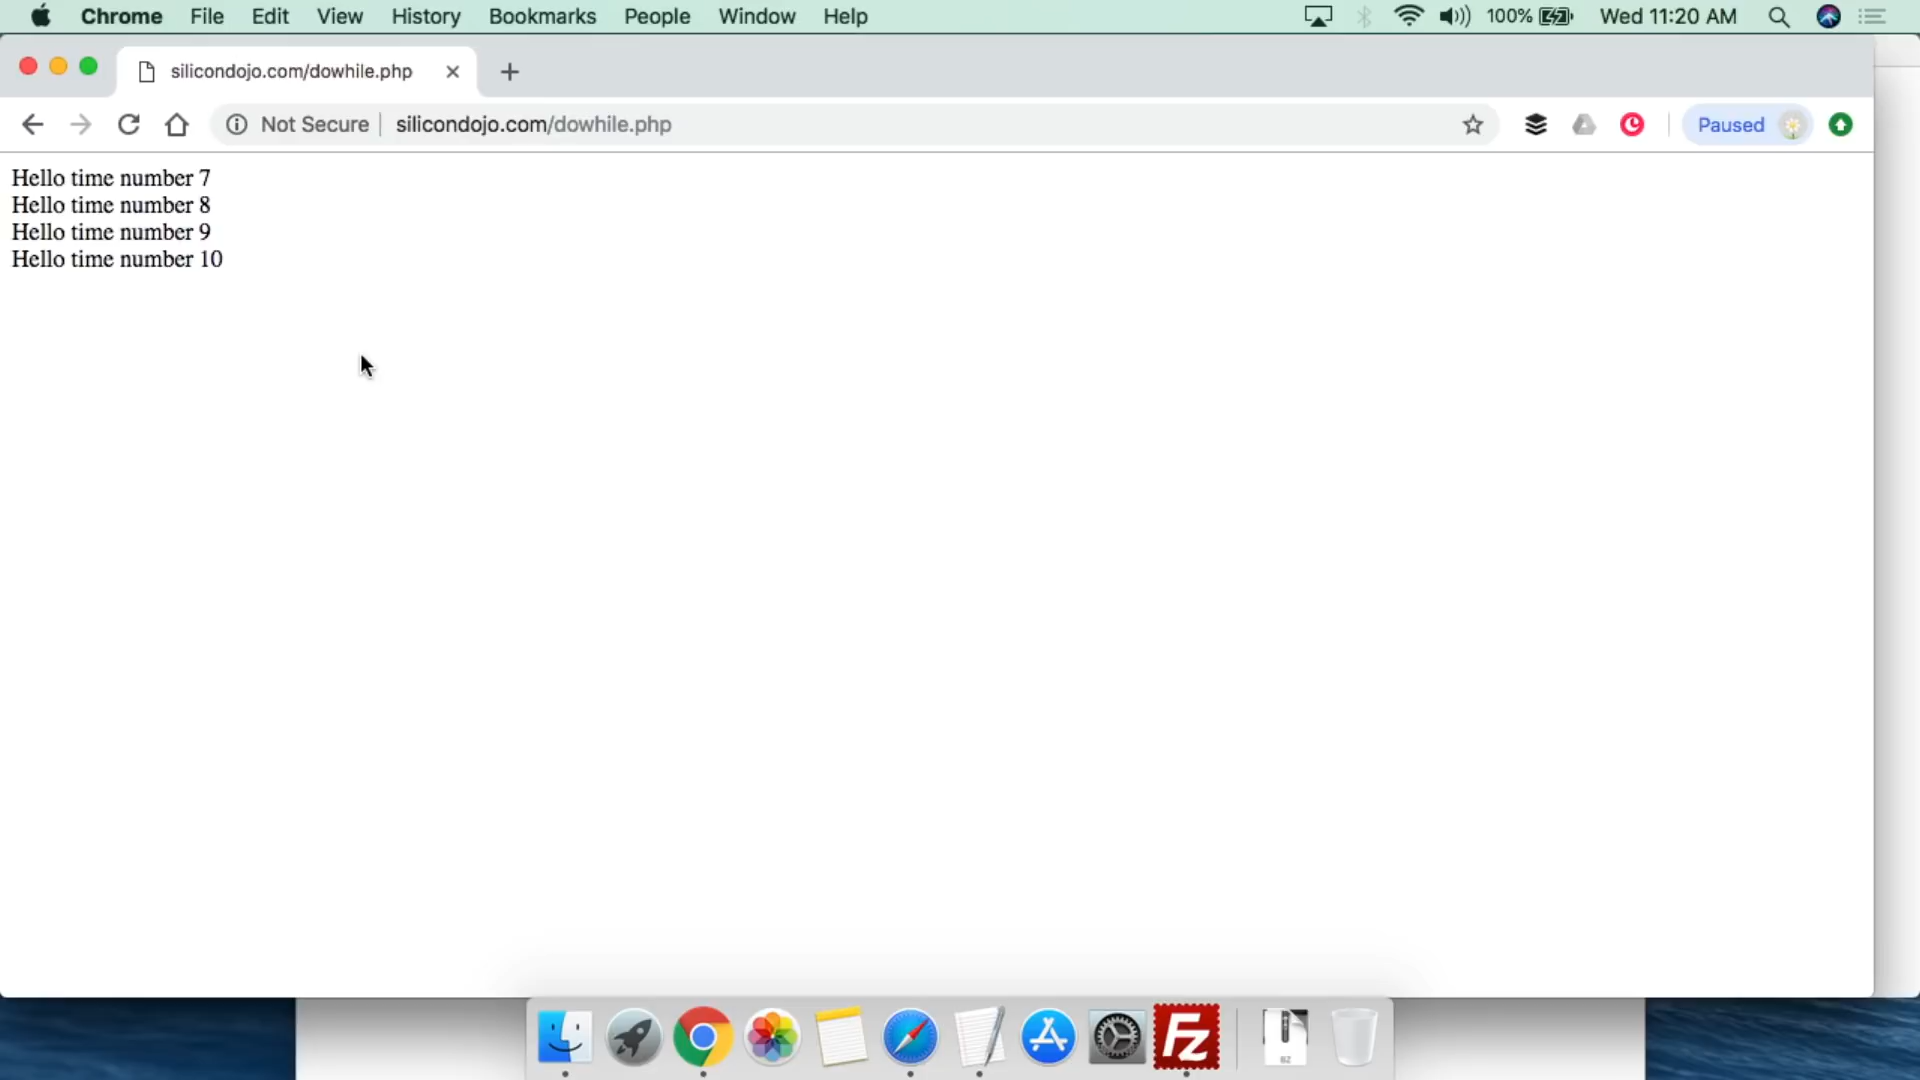 Chrome File Edit View History Bookmarks People Window Help 100% Wed 11:20 AM
silicondojo.com/dowhile.php
Not Secure silicondojo.com/dowhile.php Paused
Hello time number 7
Hello time number 8
Hello time number 9
Hello time number 10
Fz
BZ